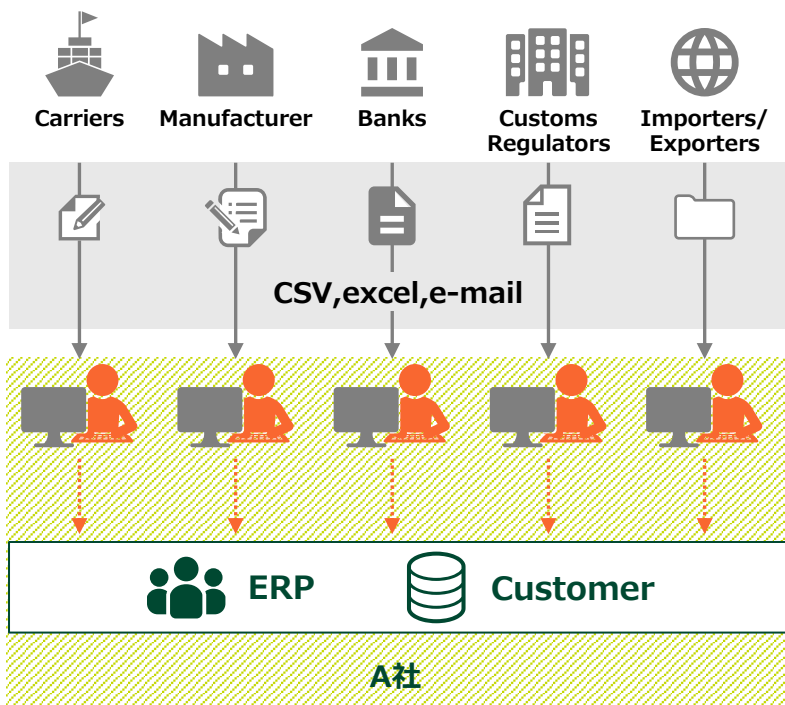 Carriers
Manufacturer
Banks
Customs
Regulators
Importers/
Exporters
CSV,excel,e-mail
ERP
Customer
A社